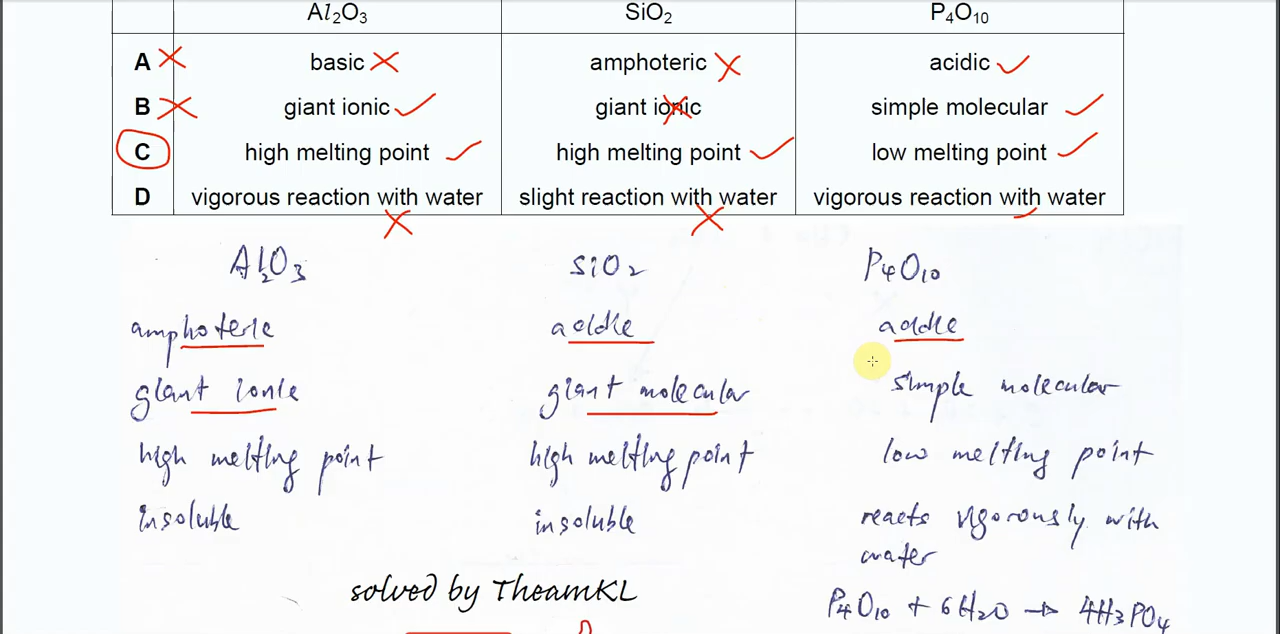 Al2O3 SiO2 P4O10
A basic amphoteric acidic
B giant ionic giant ionic simple molecular
C high melting point high melting point low melting point
D vigorous reaction with water slight reaction with water vigorous reaction with water
Al2O3 SiO2 P4O10
amphoteric acidic acidic
giant ionic giant molecular simple molecular
high melting point high melting point low melting point
insoluble insoluble reacts vigorously with
water
solved by TheamKL
P4O10 + 6H2O → 4H3PO4